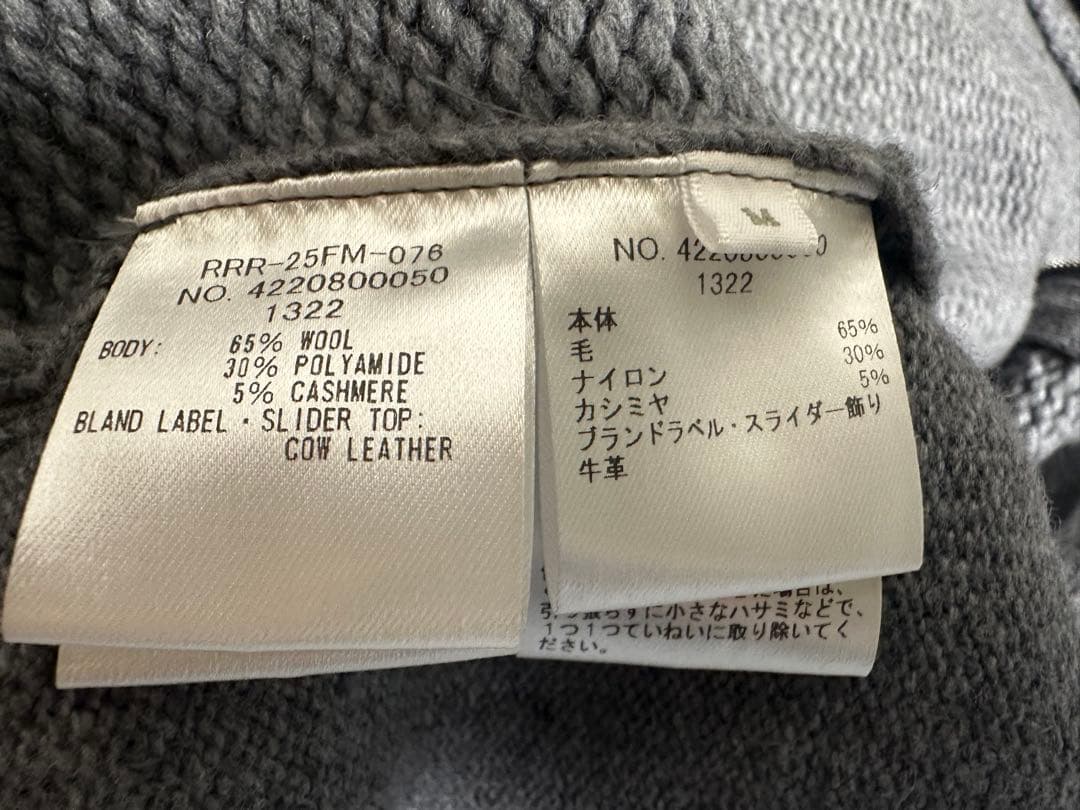 RRR-25FM-076
NO. 4220800050
1322
BODY: 65% WOOL
30% POLYAMIDE
5% CASHMERE
BLAND LABEL・SLIDER TOP:
COW LEATHER
M
NO.
1322
本体
毛 65%
ナイロン 30%
カシミヤ 5%
ブランドラベル・スライダー飾り
牛革
引っ張らずに小さなハサミなどで、
1つ1つていねいに取り除いてく
ださい。